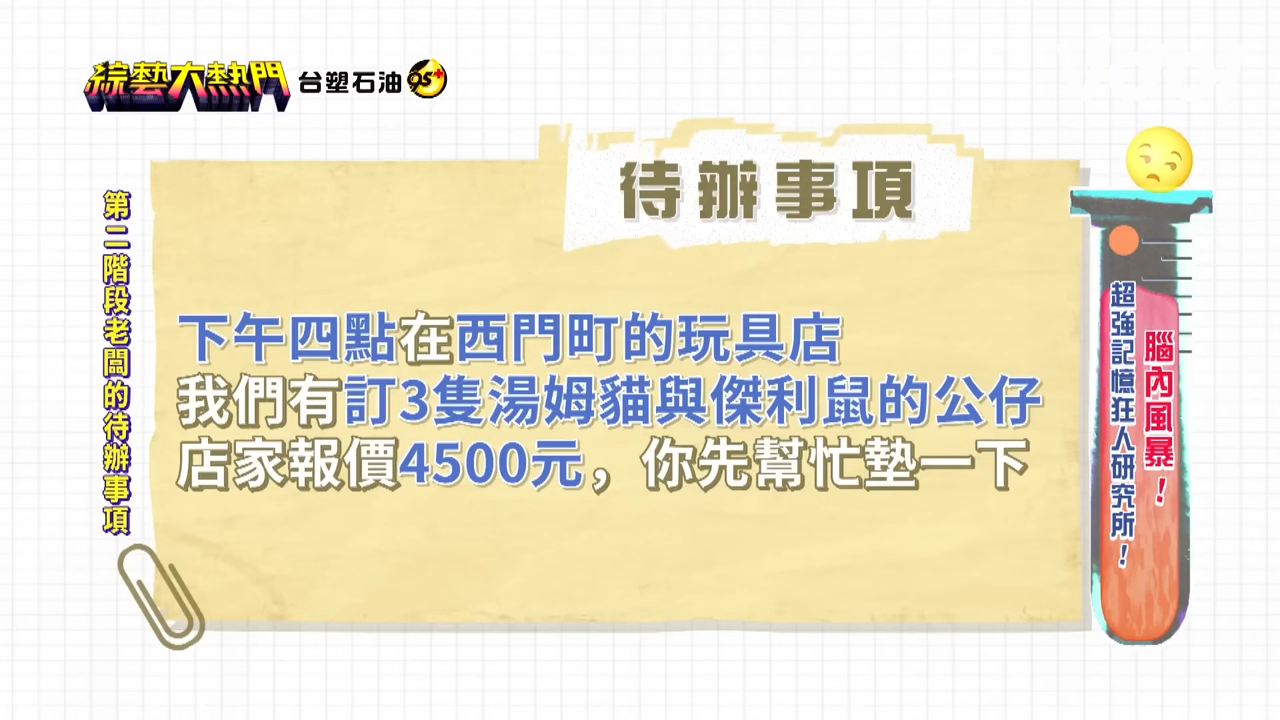 綜藝大熱門
台塑石油 95+
待辦事項
第二階段老闆的待辦事項
下午四點在西門町的玩具店
我們有訂3隻湯姆貓與傑利鼠的公仔
店家報價4500元，你先幫忙墊一下
腦內風暴！
超強記憶狂人研究所！